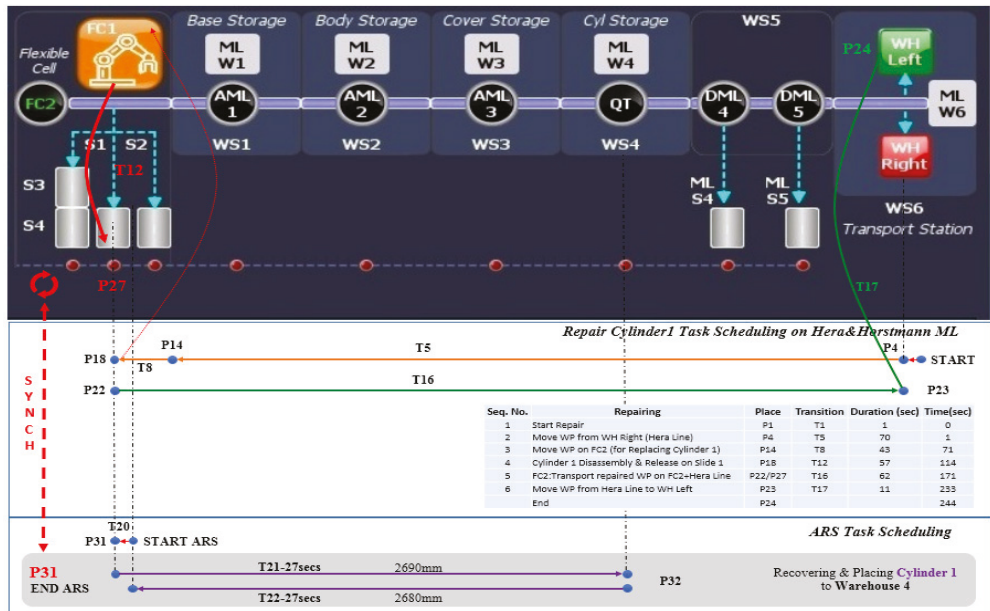 FC1
Flexible
Cell
FC2
Base Storage
Body Storage
Cover Storage
Cyl Storage
WS5
ML
W1
ML
W2
ML
W3
ML
W4
P24
WH
Left
AML
1
AML
2
AML
3
QT
DML
4
DML
5
ML
W6
S1
S2
WS1
WS2
WS3
WS4
WH
Right
T12
S3
S4
ML
S4
ML
S5
WS6
Transport Station
P27
T17
Repair Cylinder1 Task Scheduling on Hera&Horstmann ML
P18
P14
T8
T5
P4
START
P22
T16
P23
SYNCH
Seq. No. Repairing Place Transition Duration (sec) Time(sec)
1 Start Repair P1 T1 1 0
2 Move WP from WH Right (Hera Line) P4 T5 70 1
3 Move WP on FC2 (for Replacing Cylinder 1) P14 T8 43 71
4 Cylinder 1 Disassembly & Release on Slide 1 P18 T12 57 114
5 FC2:Transport repaired WP on FC2+Hera Line P22/P27 T16 62 171
6 Move WP from Hera Line to WH Left P23 T17 11 233
End P24 244
T20
ARS Task Scheduling
P31
START ARS
P31
END ARS
T21-27secs 2690mm
P32
T22-27secs 2680mm
Recovering & Placing Cylinder 1
to Warehouse 4